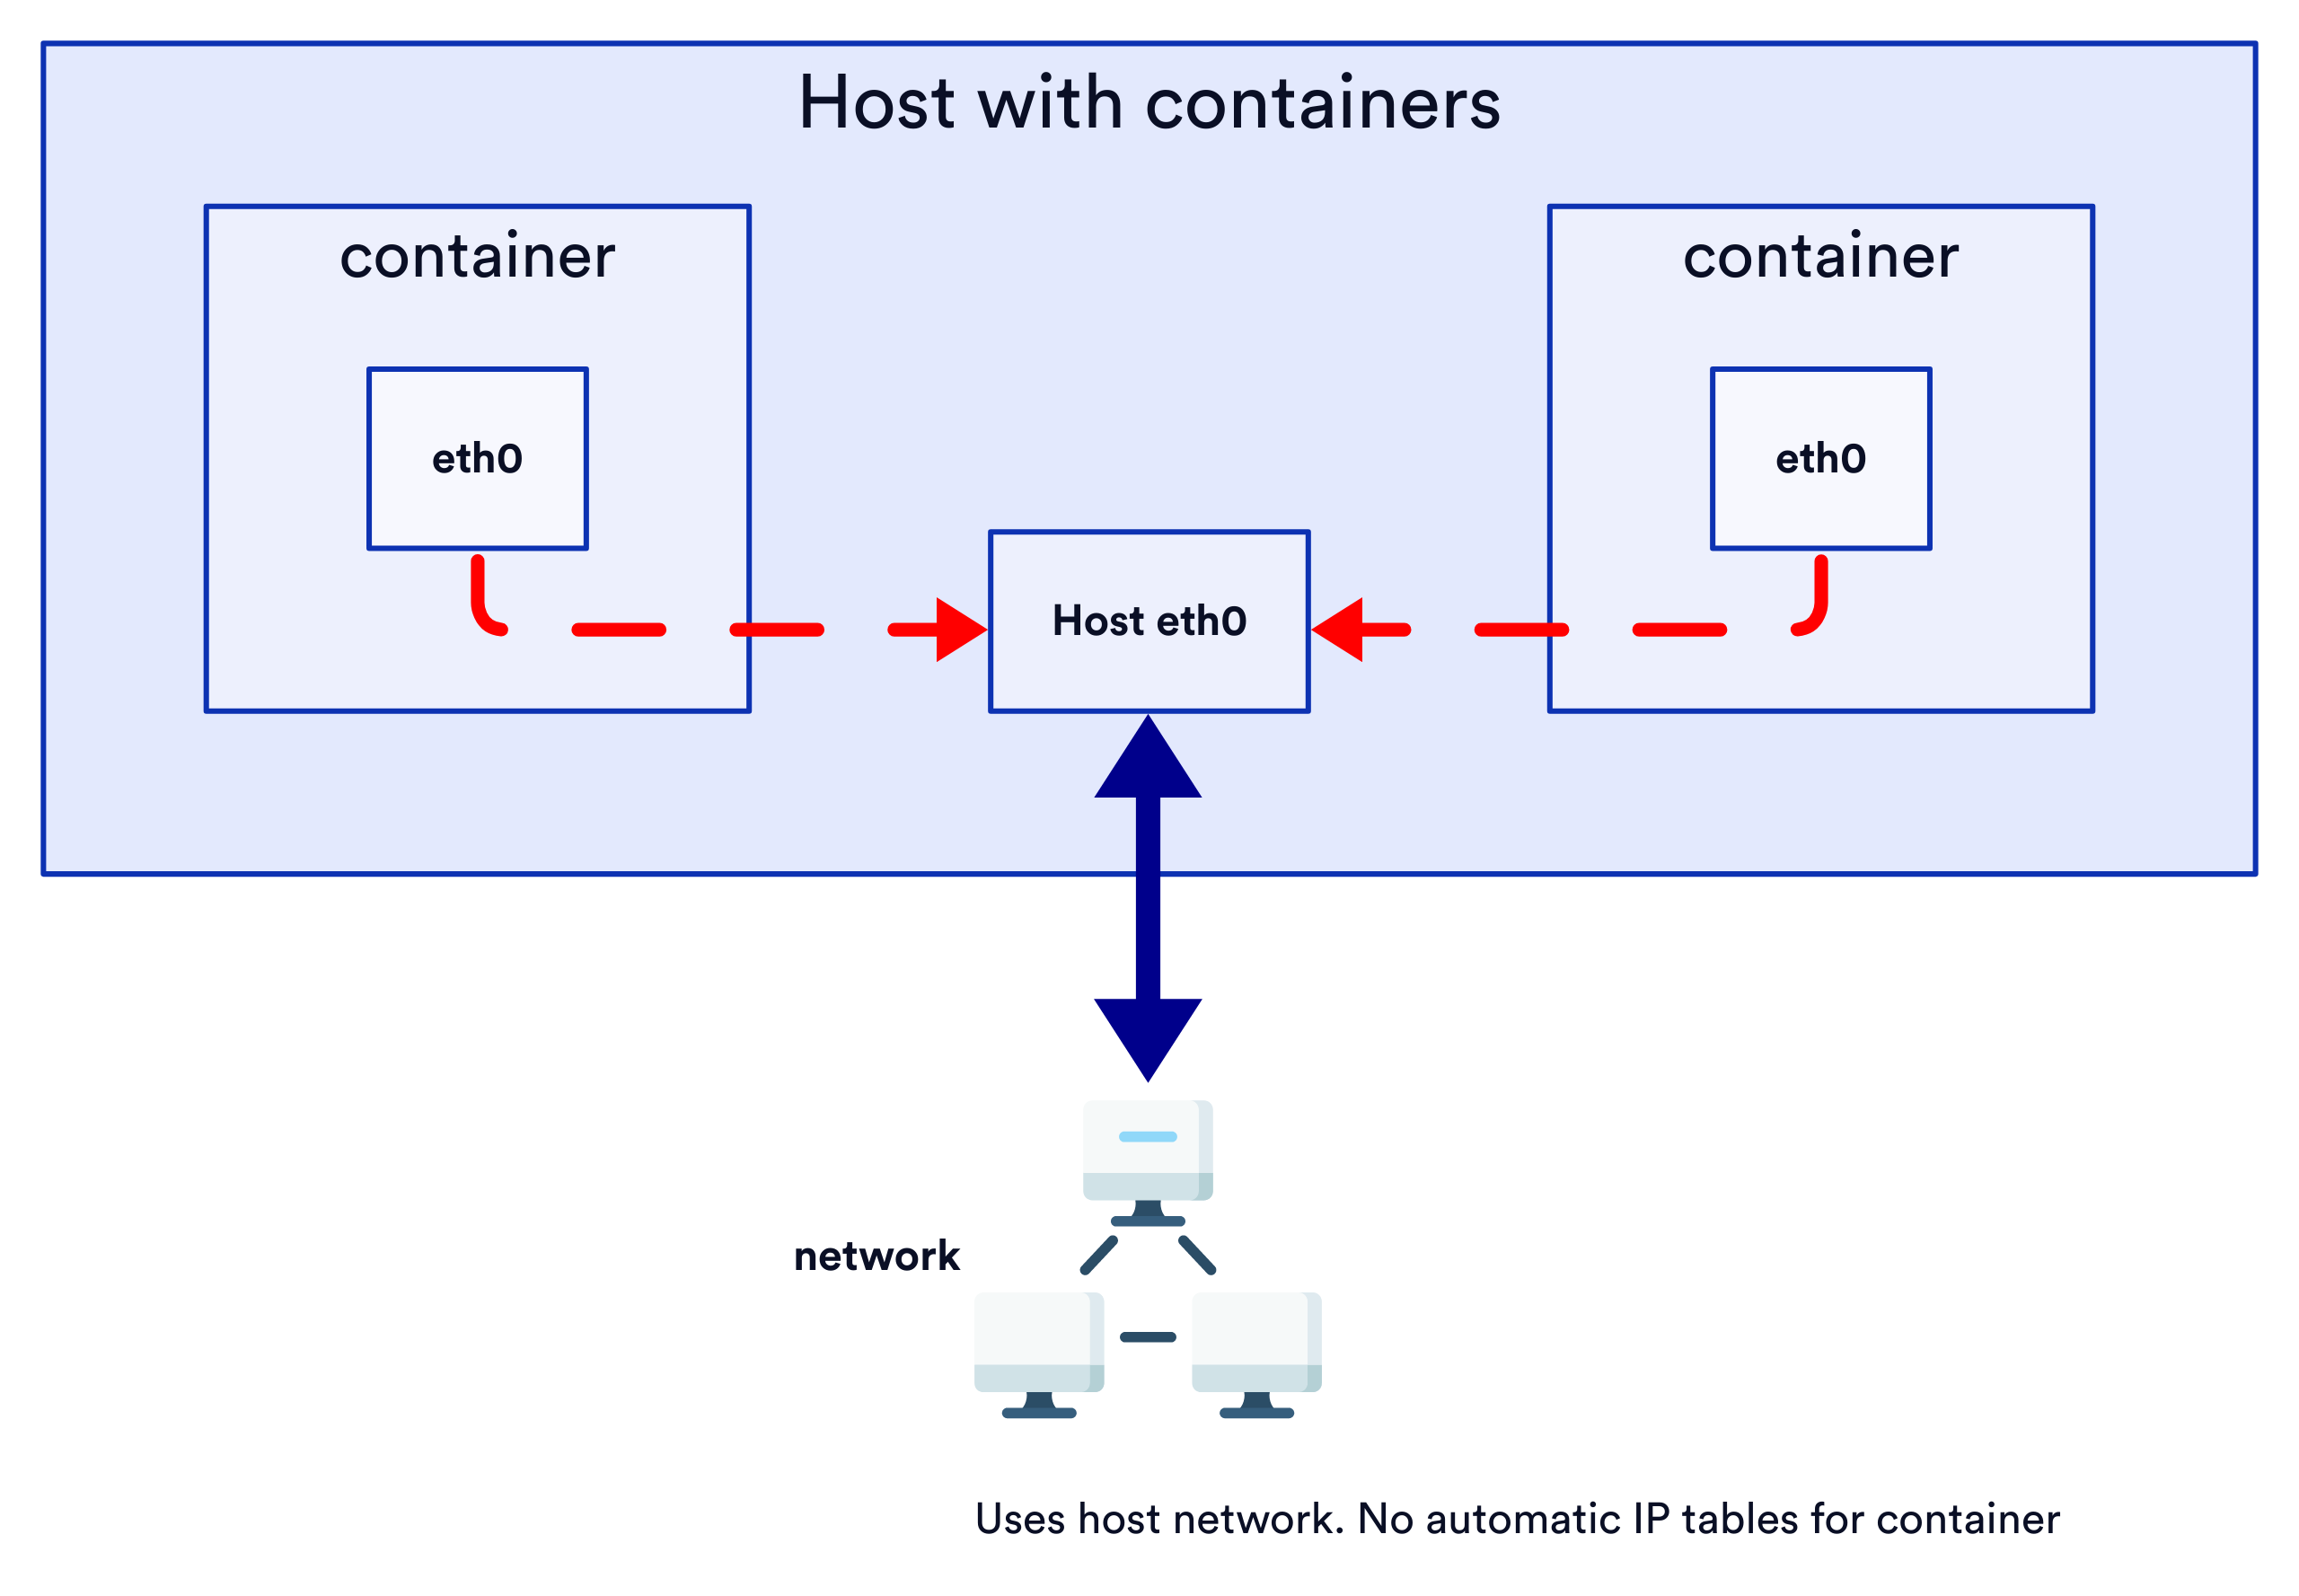 Host with containers
container
container
eth0
eth0
Host eth0
network
Uses host network. No automatic IP tables for container